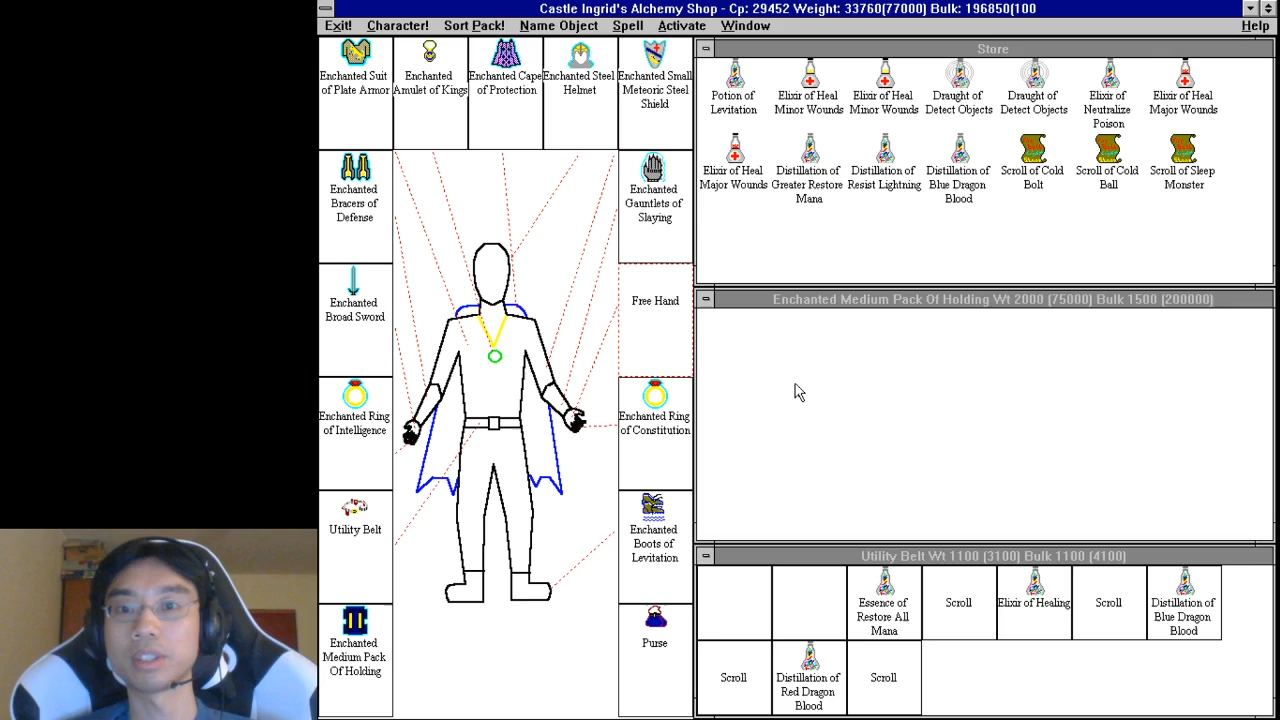 Castle Ingrid's Alchemy Shop - Cp: 29452 Weight: 33760(77000) Bulk: 196850(100
Exit! Character! Sort Pack! Name Object Spell Activate Window Help
Enchanted Suit
of Plate Armor
Enchanted
Amulet of Kings
Enchanted Cape
of Protection
Enchanted Steel
Helmet
Enchanted Small
Meteoric Steel
Shield
Enchanted
Bracers of
Defense
Enchanted
Gauntlets of
Slaying
Enchanted
Broad Sword
Free Hand
Enchanted Ring
of Intelligence
Enchanted Ring
of Constitution
Utility Belt
Enchanted
Boots of
Levitation
Enchanted
Medium Pack
Of Holding
Purse
Store
Potion of
Levitation
Elixir of Heal
Minor Wounds
Elixir of Heal
Minor Wounds
Draught of
Detect Objects
Draught of
Detect Objects
Elixir of
Neutralize
Poison
Elixir of Heal
Major Wounds
Elixir of Heal
Major Wounds
Distillation of
Greater Restore
Mana
Distillation of
Resist Lightning
Distillation of
Blue Dragon
Blood
Scroll of Cold
Bolt
Scroll of Cold
Ball
Scroll of Sleep
Monster
Enchanted Medium Pack Of Holding Wt 2000 (75000) Bulk 1500 (200000)
Utility Belt Wt 1100 (3100) Bulk 1100 (4100)
Essence of
Restore All
Mana
Scroll
Elixir of Healing
Scroll
Distillation of
Blue Dragon
Blood
Scroll
Distillation of
Red Dragon
Blood
Scroll